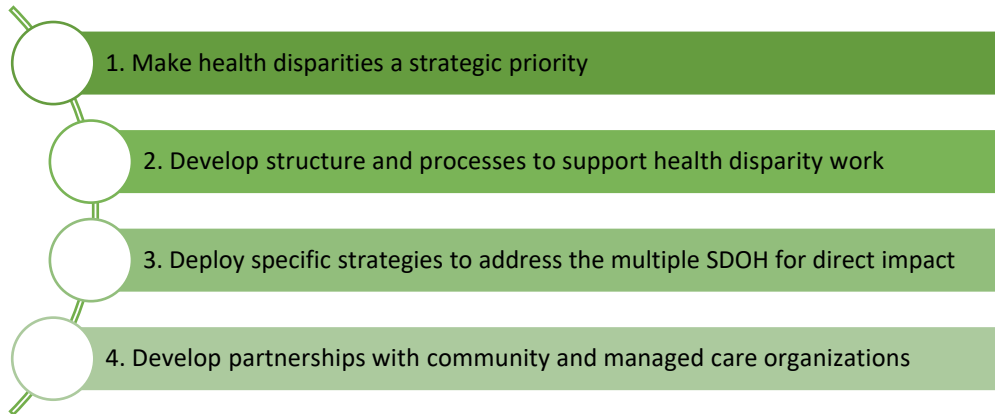 1. Make health disparities a strategic priority
2. Develop structure and processes to support health disparity work
3. Deploy specific strategies to address the multiple SDOH for direct impact
4. Develop partnerships with community and managed care organizations